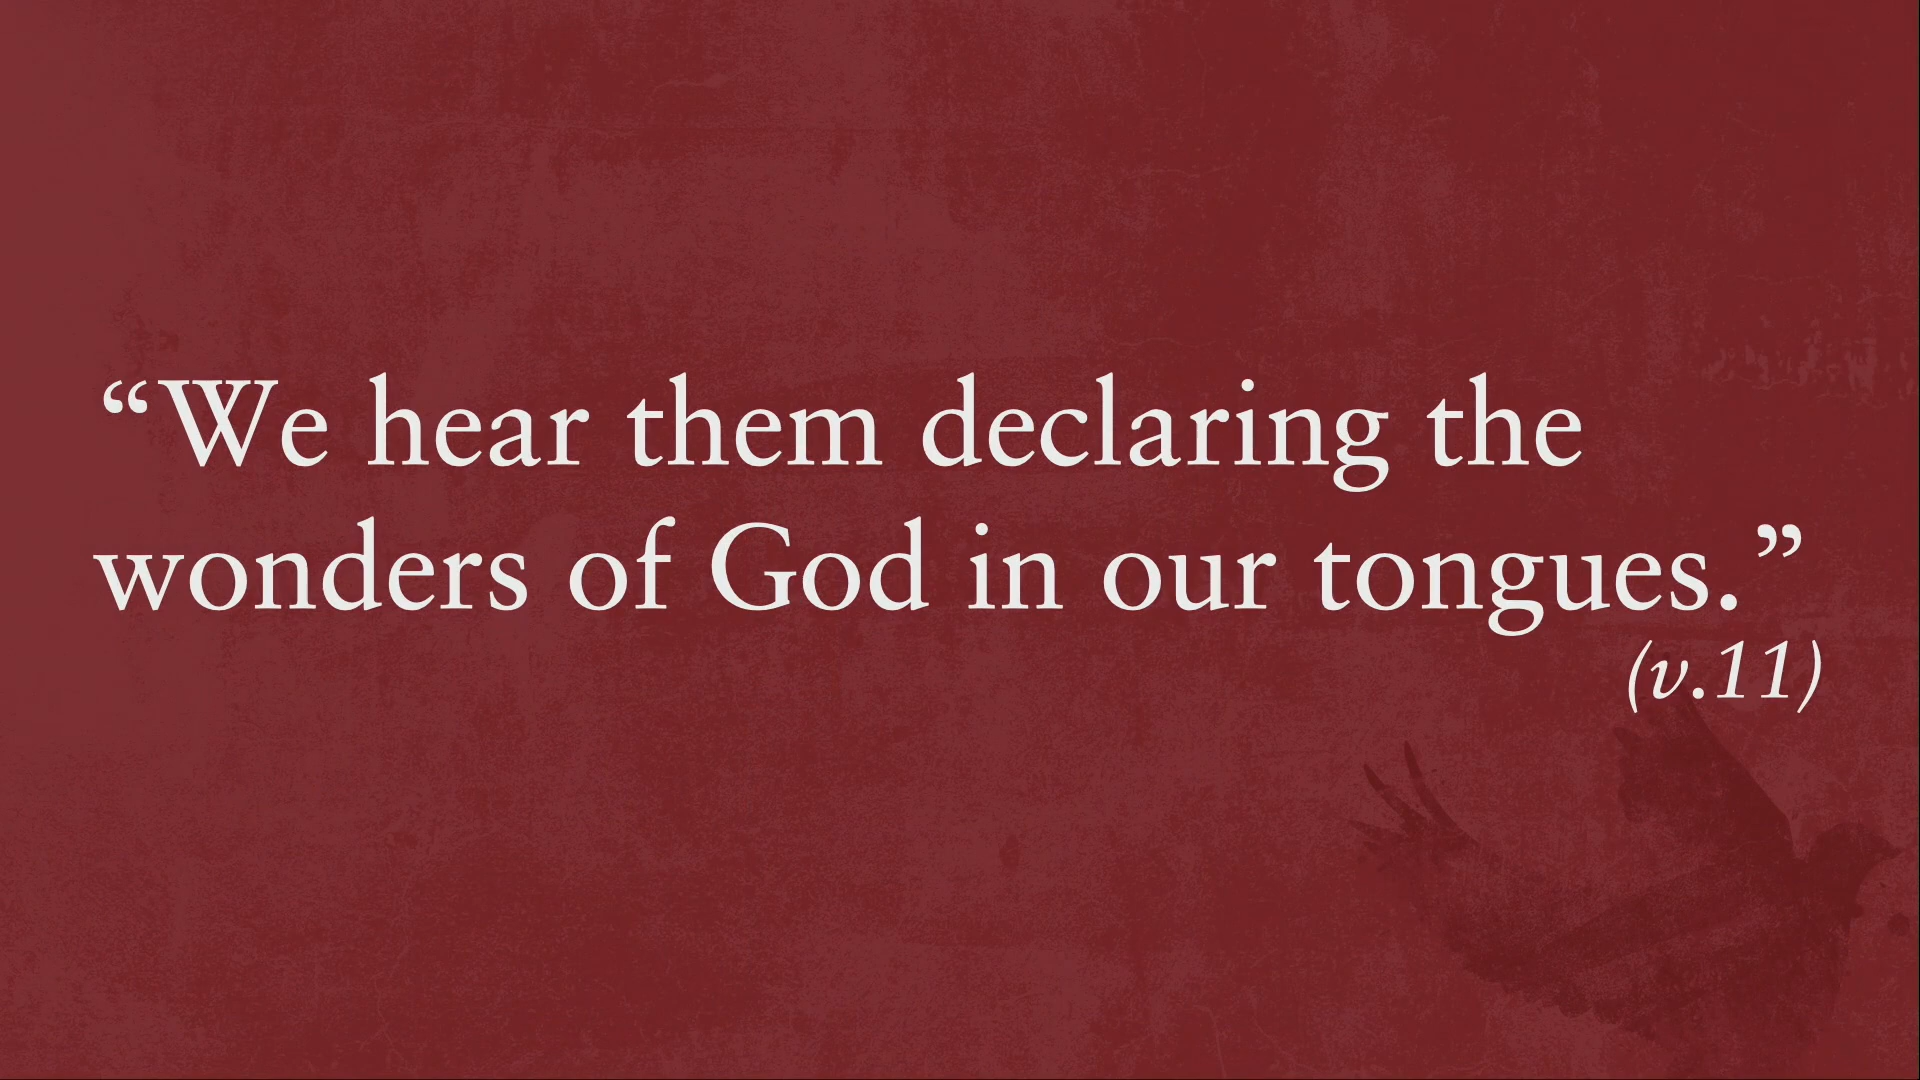 “We hear them declaring the
wonders of God in our tongues.”
(v.11)